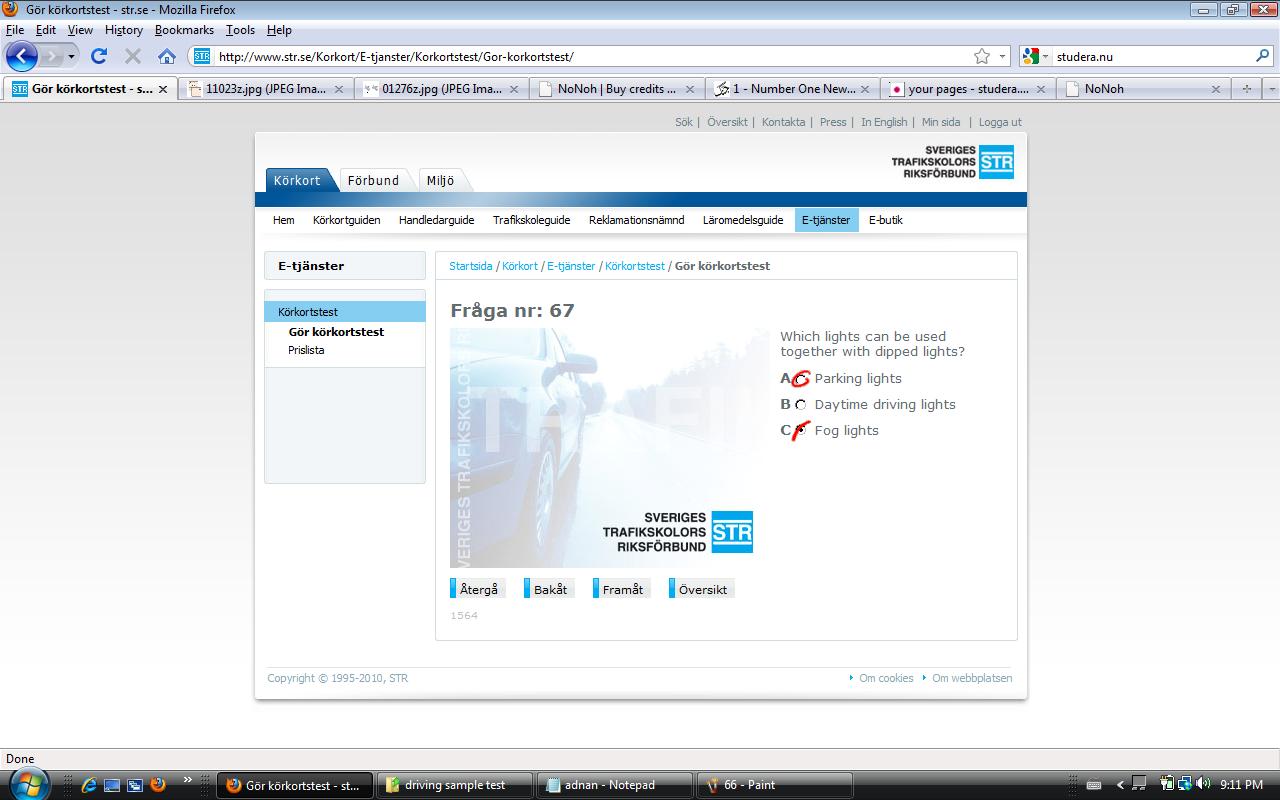 Gör körkortstest - str.se - Mozilla Firefox
File Edit View History Bookmarks Tools Help
STR http://www.str.se/Korkort/E-tjanster/Korkortstest/Gor-korkortstest/ studera.nu
STR Gör körkortstest - s... 11023z.jpg (JPEG Ima... 01276z.jpg (JPEG Ima... NoNoh | Buy credits ... 1 - Number One New... your pages - studera.... NoNoh
Sök | Översikt | Kontakta | Press | In English | Min sida | Logga ut
SVERIGES
TRAFIKSKOLORS STR
RIKSFÖRBUND
Körkort Förbund Miljö
Hem Körkortguiden Handledarguide Trafikskoleguide Reklamationsnämnd Läromedelsguide E-tjänster E-butik
E-tjänster
Startsida / Körkort / E-tjänster / Körkortstest / Gör körkortstest
Körkortstest
Gör körkortstest
Prislista
Fråga nr: 67
Which lights can be used
together with dipped lights?
A Parking lights
B Daytime driving lights
C Fog lights
SVERIGES
TRAFIKSKOLORS STR
RIKSFÖRBUND
Återgå Bakåt Framåt Översikt
1564
Copyright © 1995-2010, STR Om cookies Om webbplatsen
Done
Gör körkortstest - st... driving sample test adnan - Notepad 66 - Paint 9:11 PM